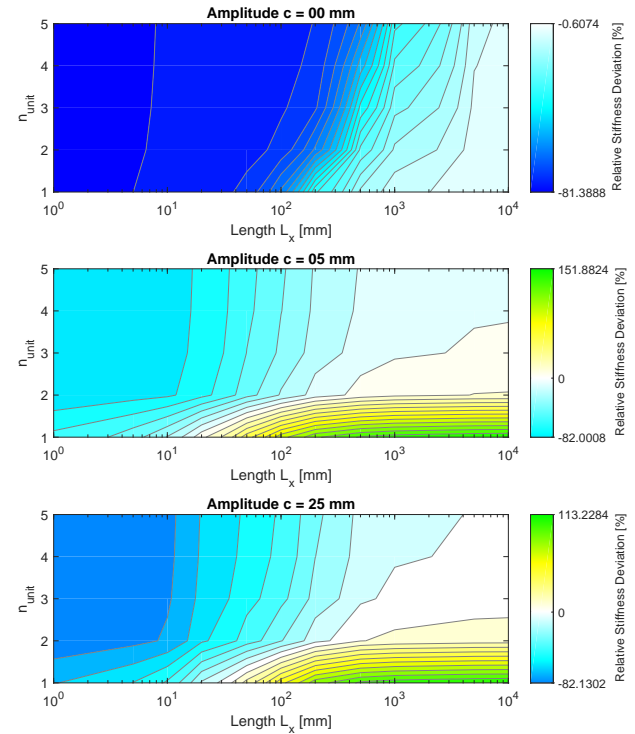 Amplitude c = 00 mm
5
4
3
2
1
n_unit
10^0 10^1 10^2 10^3 10^4
Length L_x [mm]
-0.6074
-81.3888
Relative Stiffness Deviation [%]
Amplitude c = 05 mm
5
4
3
2
1
n_unit
10^0 10^1 10^2 10^3 10^4
Length L_x [mm]
151.8824
0
-82.0008
Relative Stiffness Deviation [%]
Amplitude c = 25 mm
5
4
3
2
1
n_unit
10^0 10^1 10^2 10^3 10^4
Length L_x [mm]
113.2284
0
-82.1302
Relative Stiffness Deviation [%]